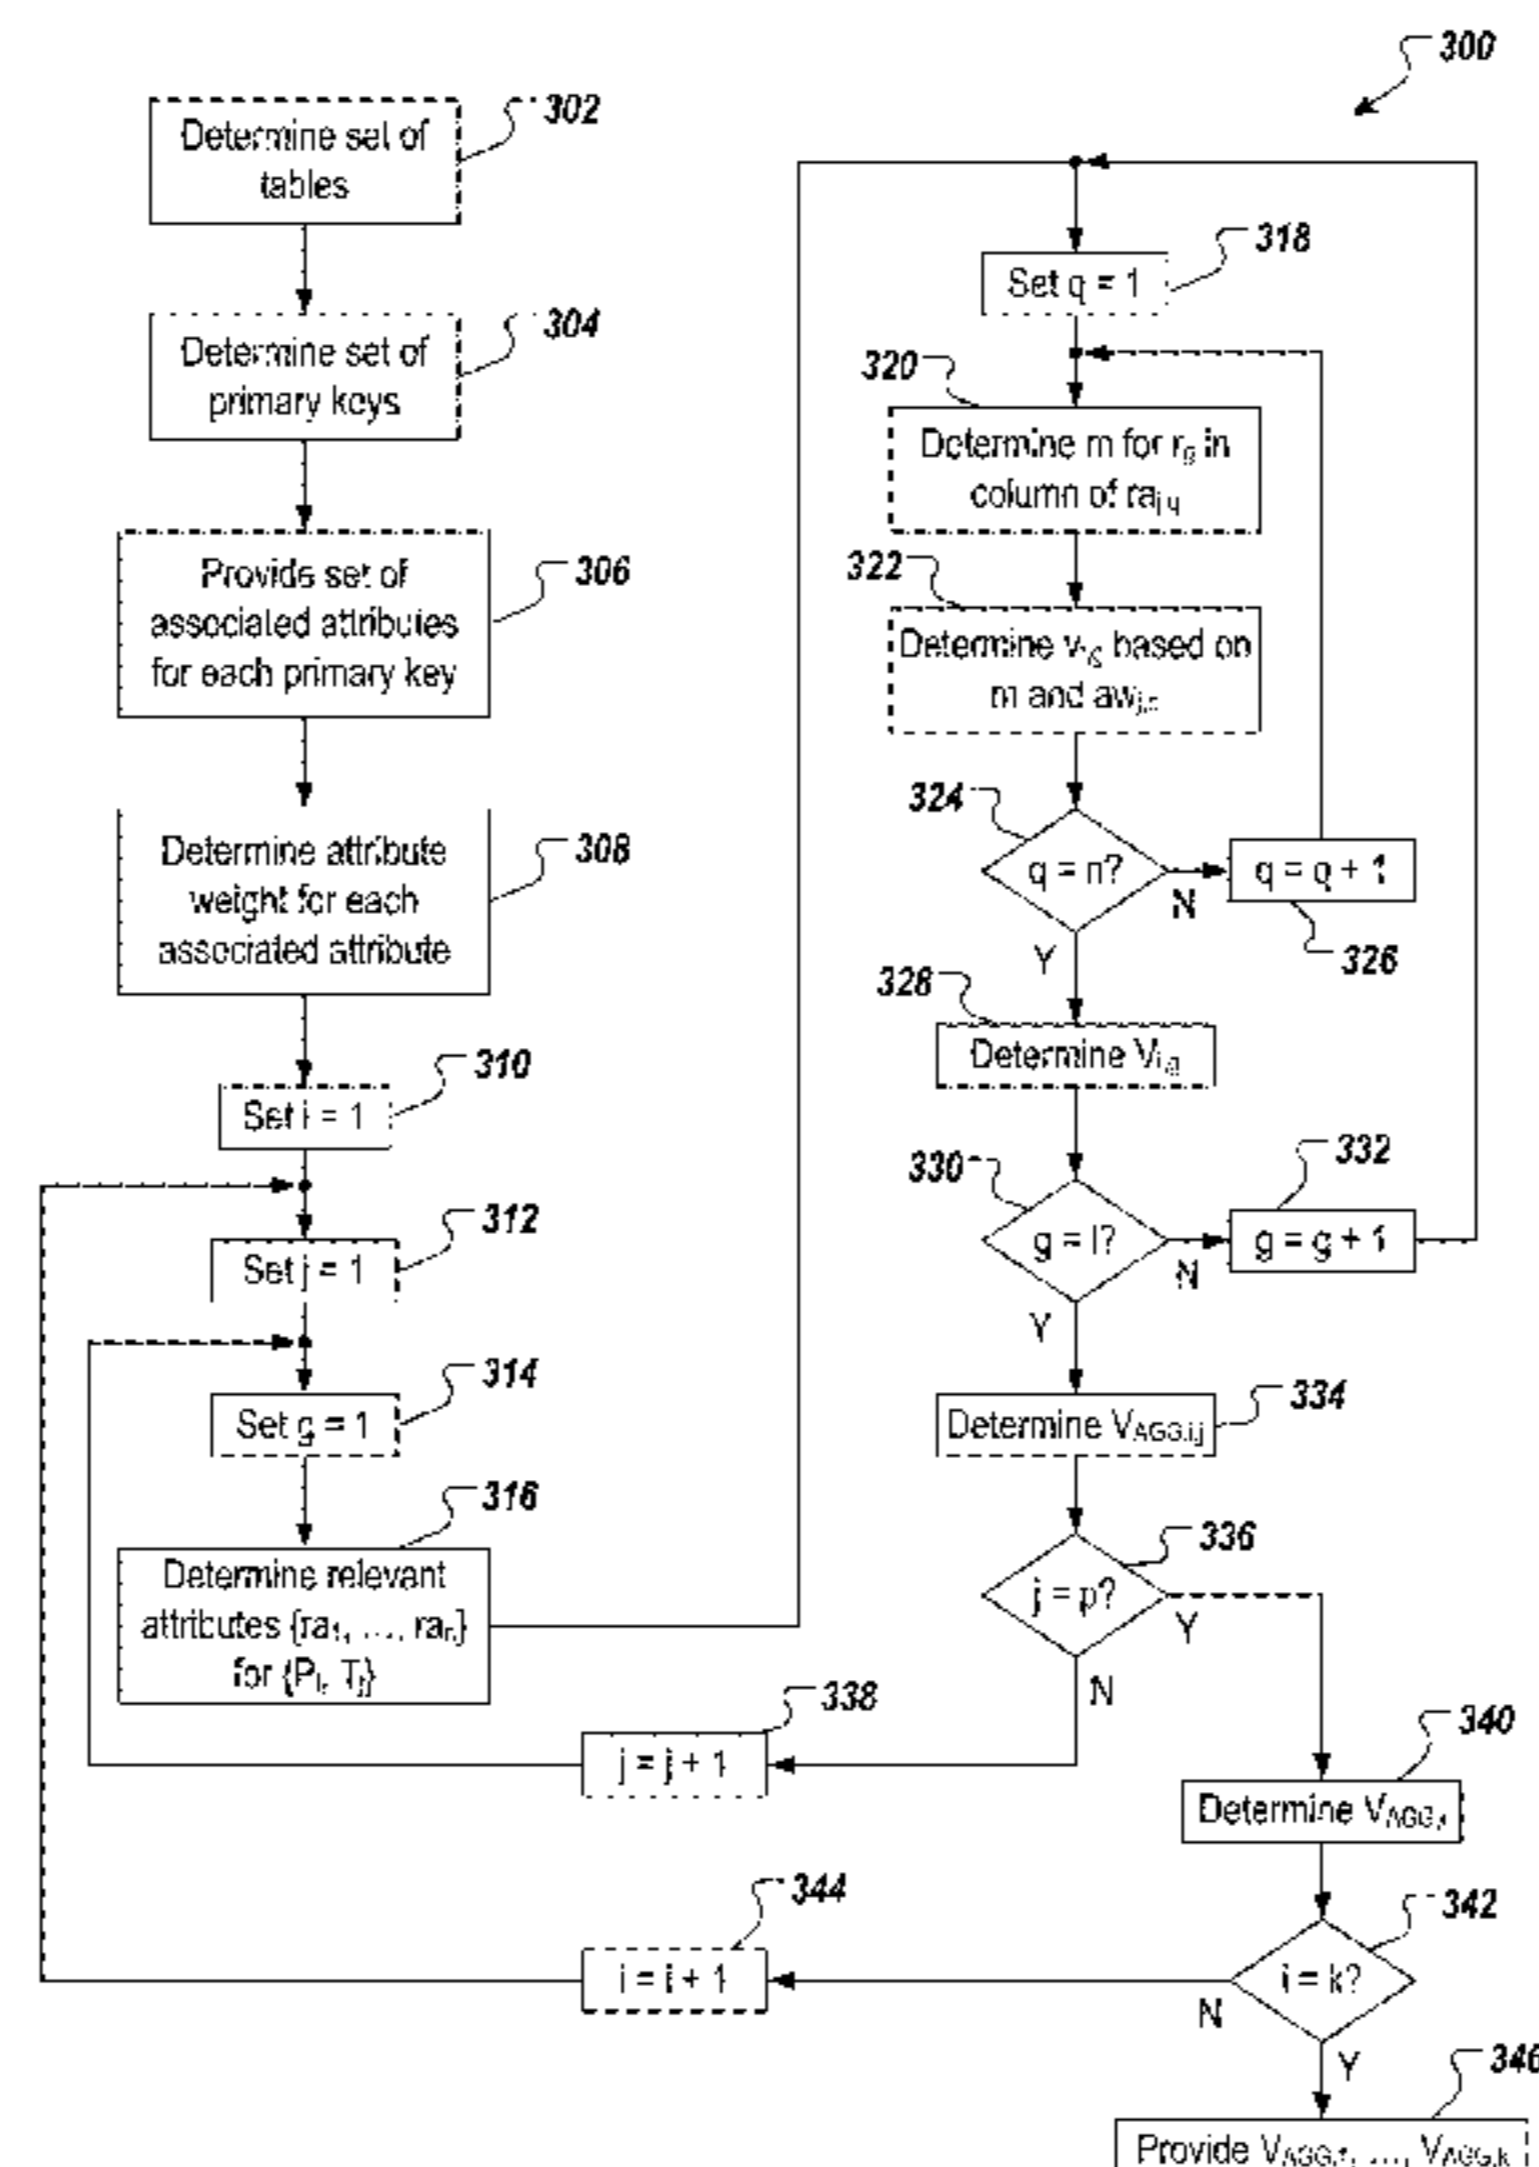 300
302
Determine set of
tables
304
Determine set of
primary keys
306
Provide set of
associated attributes
for each primary key
308
Determine attribute
weight for each
associated attribute
310
Set i = 1
312
Set j = 1
314
Set g = 1
316
Determine relevant
attributes {ra1, ..., ran}
for {Pi, Tj}
318
Set q = 1
320
Determine m for rg in
column of raj,q
322
Determine based on
m and
324
q = n?
N
Y
q = q + 1
326
328
Determine
330
g = l?
N
Y
332
g = g + 1
334
Determine VAGG,i,j
336
j = p?
Y
N
338
j = j + 1
340
Determine VAGG,i
342
i = k?
N
Y
344
i = i + 1
346
Provide VAGG,1, ..., VAGG,k